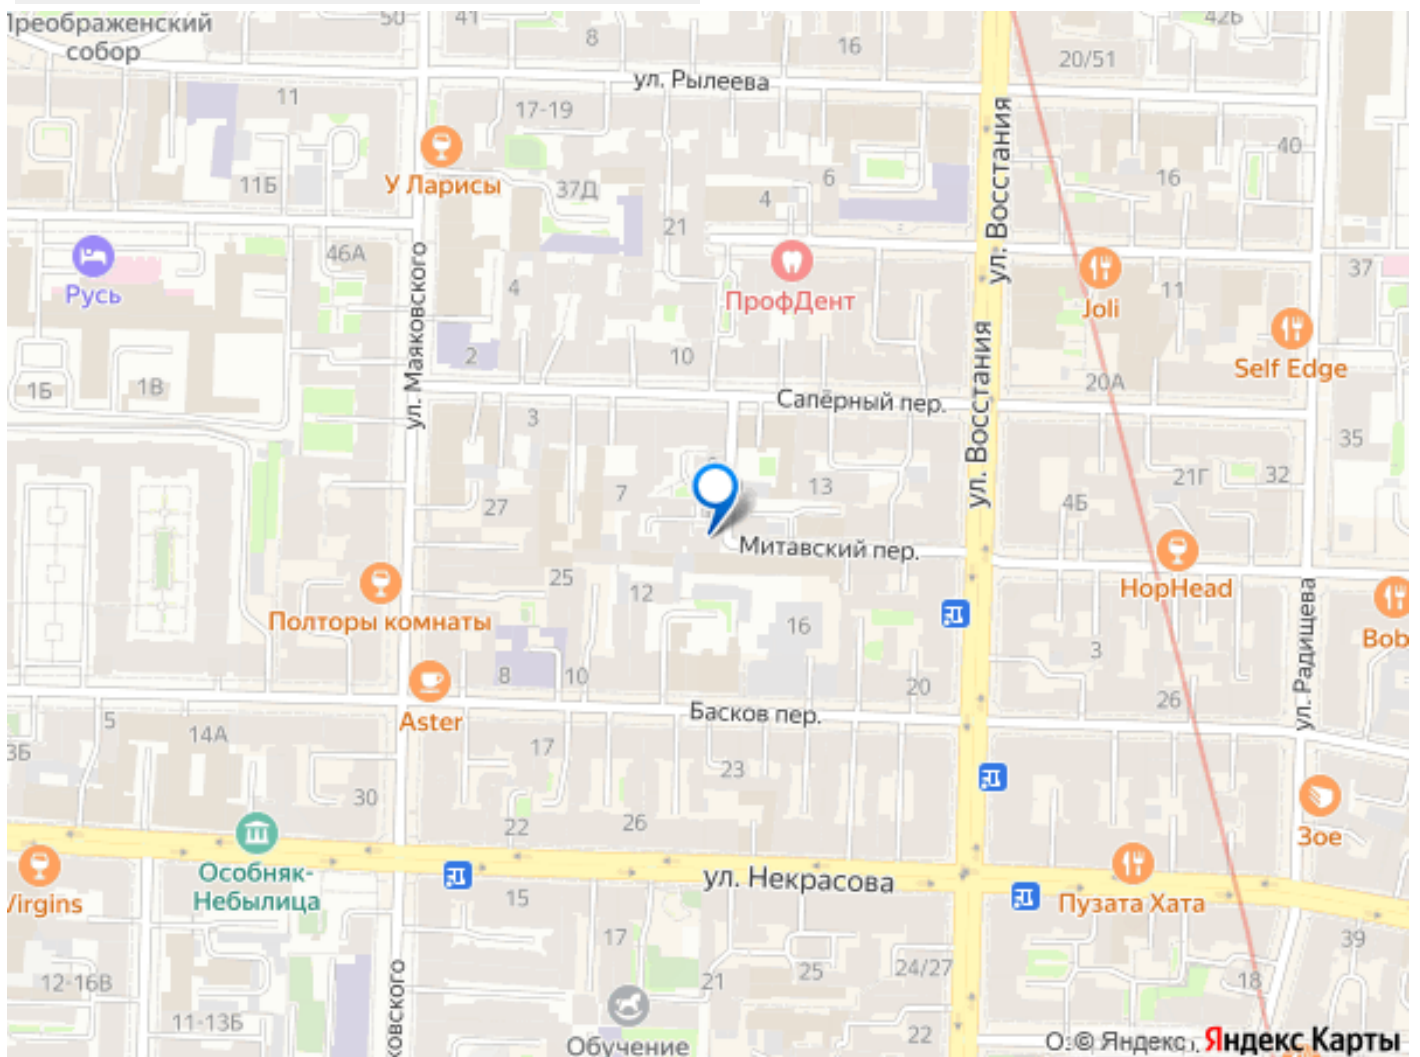 Преображенский
собор
50
41
8
16
42Б
20/51
ул. Рылеева
11
17-19
ул. Восстания
40
У Ларисы
11Б
37Д
4
6
16
21
46А
Русь
ул. Маяковского
4
ПрофДент
Joli
11
37
Self Edge
2
10
1Б
1В
20А
Сапёрный пер.
ул. Восстания
3
35
27
7
13
4Б
21Г
32
Митавский пер.
HopHead
25
12
Полторы комнаты
16
ул. Радищева
Bob
3
8
10
20
26
Aster
Басков пер.
5
14А
3Б
17
23
30
22
26
Зое
Особняк-
Небылица
ул. Некрасова
Virgins
15
Пузата Хата
17
39
12-16В
21
25
24/27
18
11-13Б
ковского
22
Обучение
© Яндекс
Яндекс Карты